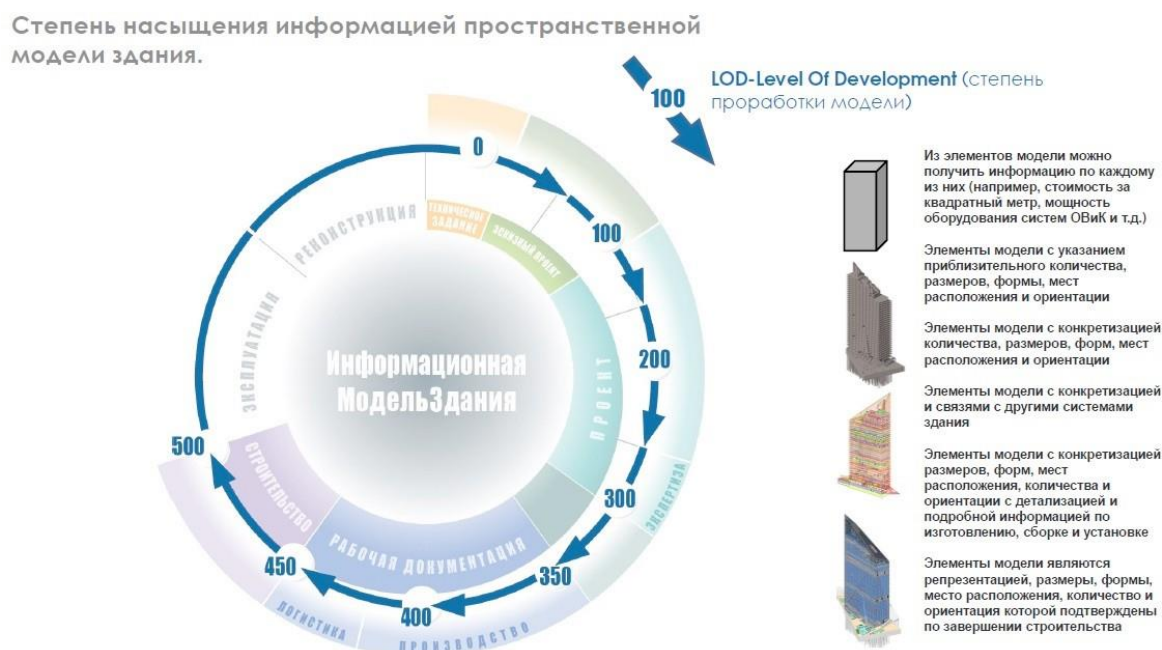 Степень насыщения информацией пространственной
модели здания.
LOD-Level Of Development (степень
проработки модели)
100
0
100
200
300
350
400
450
500
ТЕХНИЧЕСКОЕ
ЗАДАНИЕ
ЭСКИЗНЫЙ ПРОЕКТ
ПРОЕКТ
ЭКСПЕРТИЗА
РАБОЧАЯ ДОКУМЕНТАЦИЯ
ПРОИЗВОДСТВО
ЛОГИСТИКА
СТРОИТЕЛЬСТВО
ЭКСПЛУАТАЦИЯ
РЕКОНСТРУКЦИЯ
Информационная
МодельЗдания
Из элементов модели можно
получить информацию по каждому
из них (например, стоимость за
квадратный метр, мощность
оборудования систем ОВиК и т.д.)
Элементы модели с указанием
приблизительного количества,
размеров, формы, мест
расположения и ориентации
Элементы модели с конкретизацией
количества, размеров, форм, мест
расположения и ориентации
Элементы модели с конкретизацией
и связями с другими системами
здания
Элементы модели с конкретизацией
размеров, форм, мест
расположения, количества и
ориентации с детализацией и
подробной информацией по
изготовлению, сборке и установке
Элементы модели являются
репрезентацией, размеры, формы,
место расположения, количество и
ориентация которой подтверждены
по завершении строительства